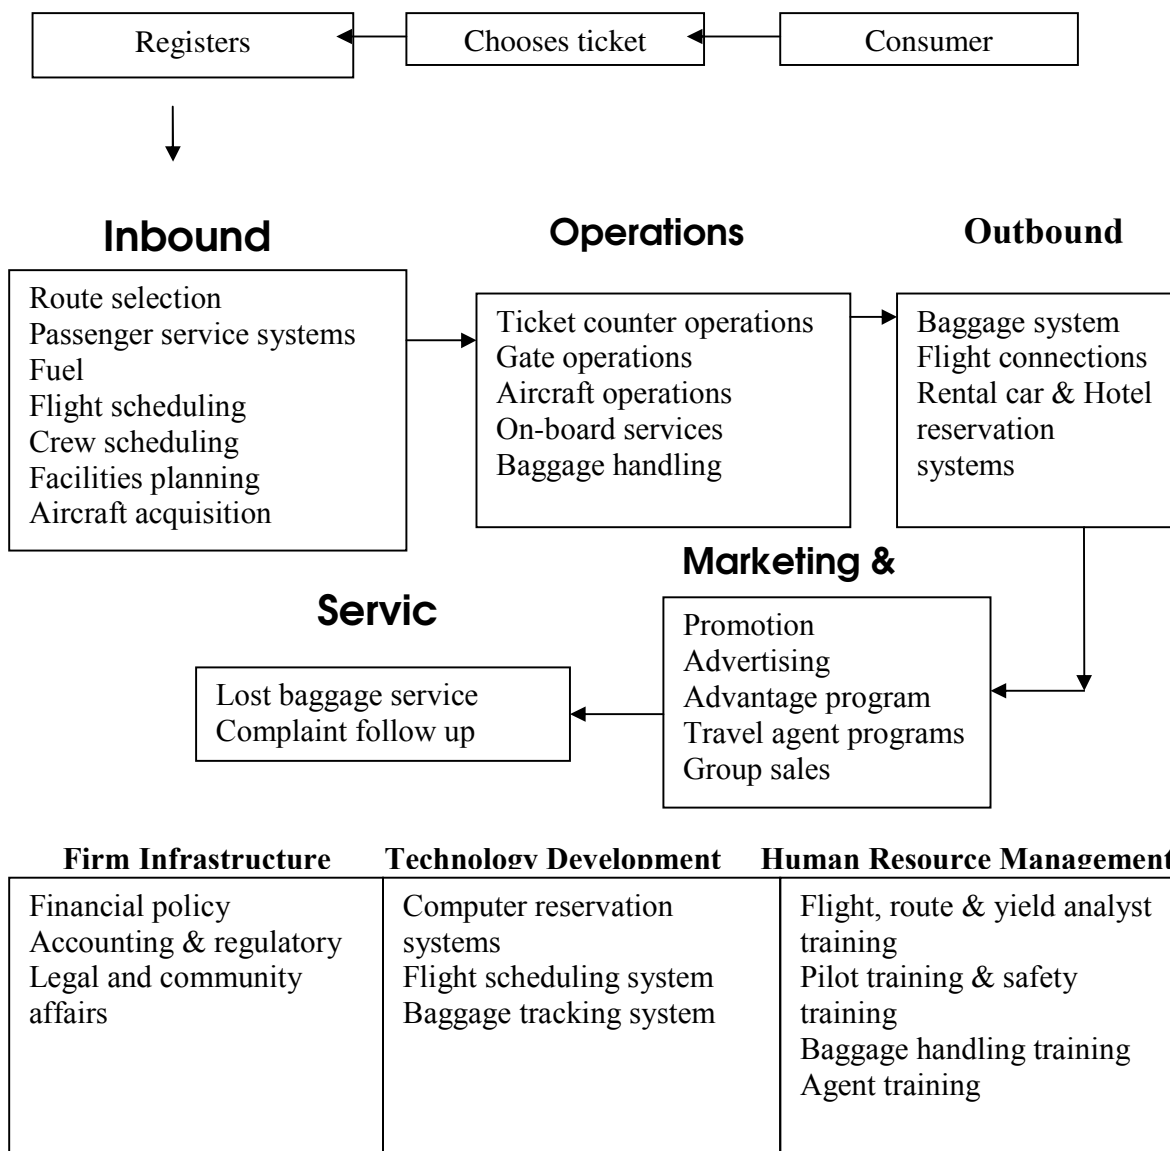 Registers
Chooses ticket
Consumer
Inbound
Operations
Outbound
Route selection
Passenger service systems
Fuel
Flight scheduling
Crew scheduling
Facilities planning
Aircraft acquisition
Ticket counter operations
Gate operations
Aircraft operations
On-board services
Baggage handling
Baggage system
Flight connections
Rental car & Hotel
reservation
systems
Marketing &
Promotion
Advertising
Advantage program
Travel agent programs
Group sales
Servic
Lost baggage service
Complaint follow up
Firm Infrastructure
Financial policy
Accounting & regulatory
Legal and community
affairs
Technology Development
Computer reservation
systems
Flight scheduling system
Baggage tracking system
Human Resource Management
Flight, route & yield analyst
training
Pilot training & safety
training
Baggage handling training
Agent training